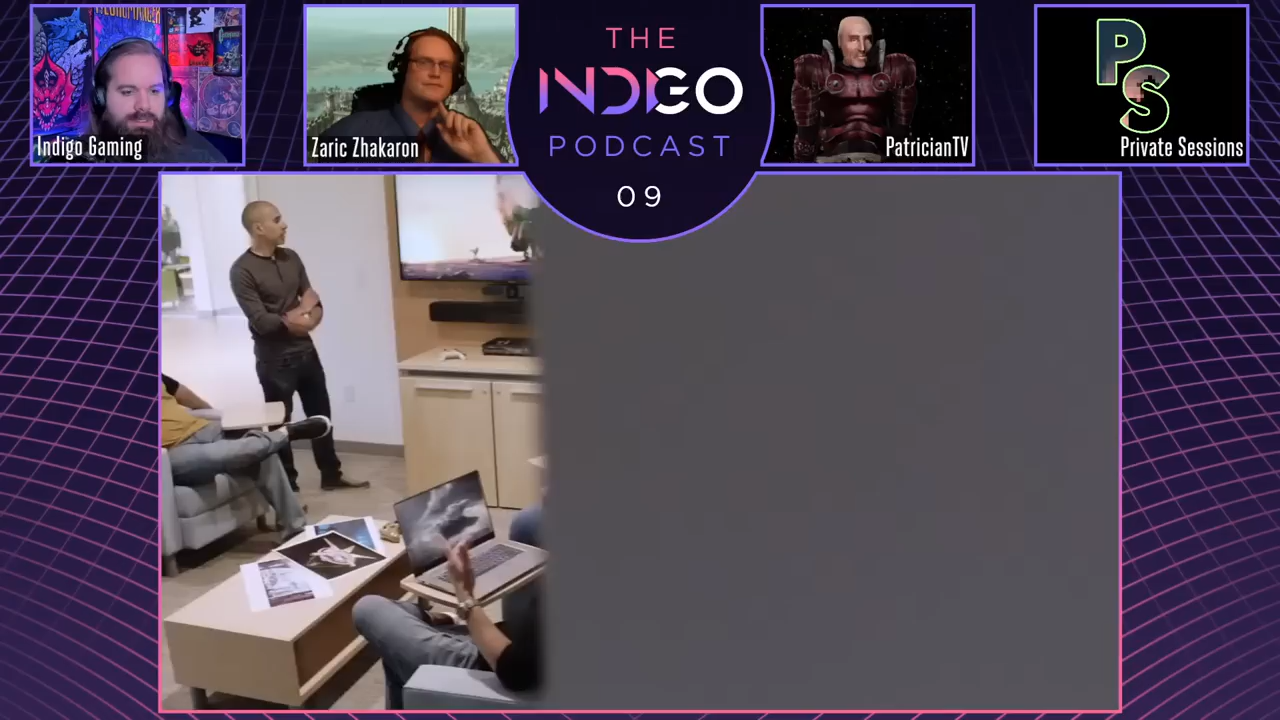 THE
INDIGO
PODCAST
09
Indigo Gaming
Zaric Zhakaron
PatricianTV
PS
Private Sessions